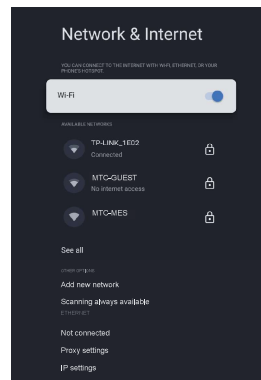 Network & Internet
YOU CAN CONNECT TO THE INTERNET WITH WI-FI, ETHERNET, OR YOUR
PHONE'S HOTSPOT.
Wi-Fi
AVAILABLE NETWORKS
TP-LINK_1E02
Connected
MTC-GUEST
No internet access
MTC-MES
See all
OTHER OPTIONS
Add new network
Scanning always available
ETHERNET
Not connected
Proxy settings
IP settings